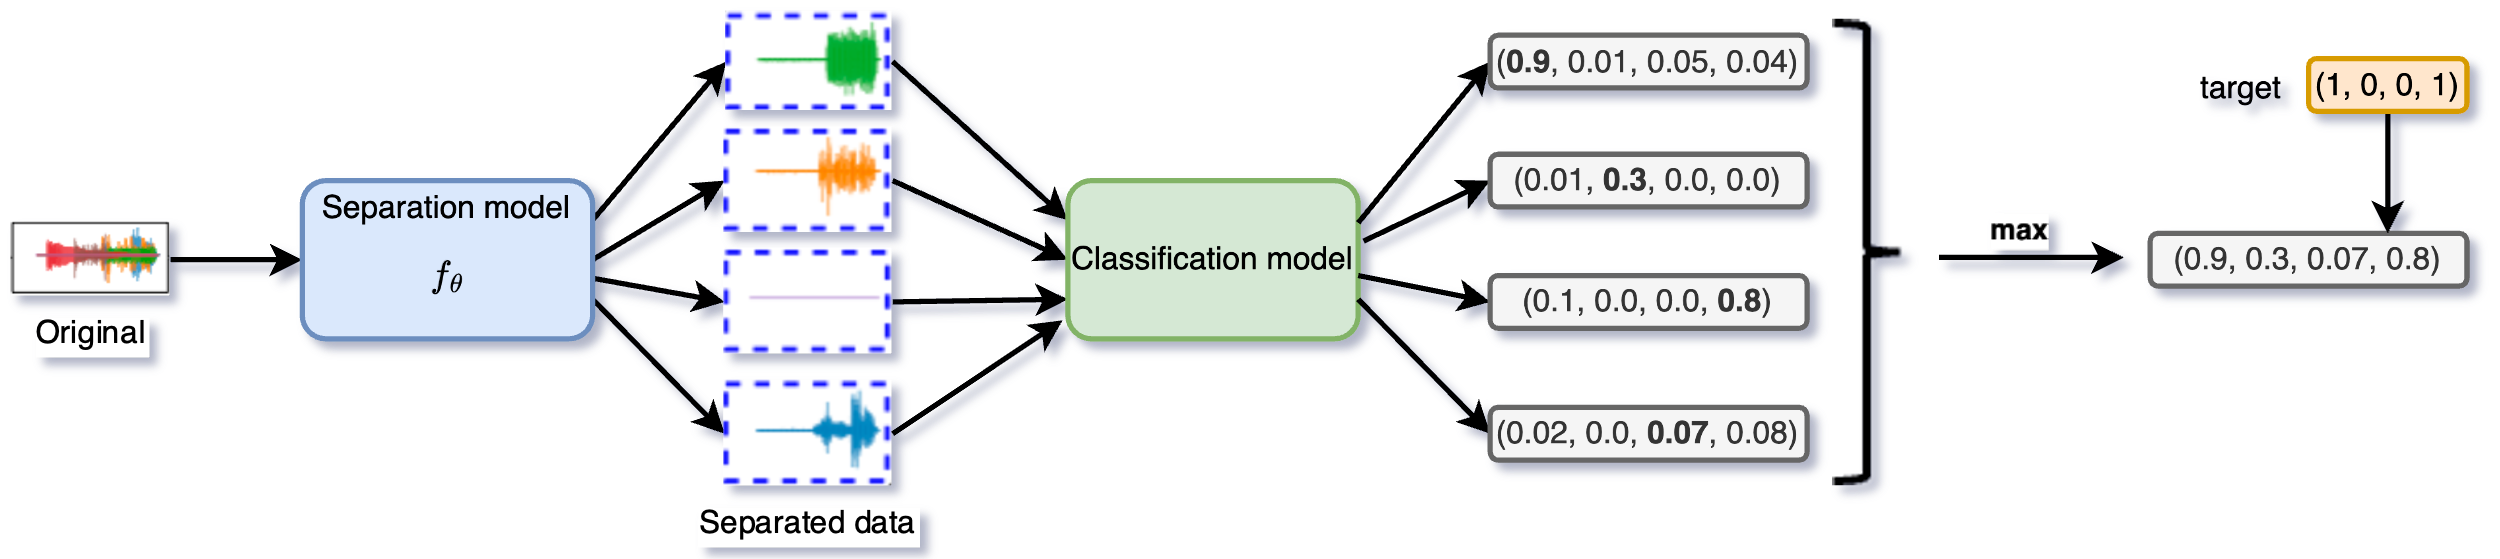 Original
Separation model
f_θ
Separated data
Classification model
(0.9, 0.01, 0.05, 0.04)
(0.01, 0.3, 0.0, 0.0)
(0.1, 0.0, 0.0, 0.8)
(0.02, 0.0, 0.07, 0.08)
max
target
(1, 0, 0, 1)
(0.9, 0.3, 0.07, 0.8)